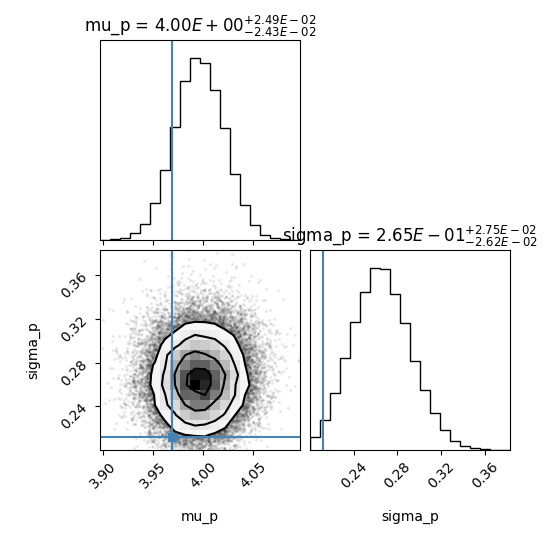 mu_p = 4.00E+00+2.49E−02 −2.43E−02
sigma_p = 2.65E−01+2.75E−02 −2.62E−02
0.36
0.32
0.28
0.24
sigma_p
3.90 3.95 4.00 4.05
mu_p
0.24 0.28 0.32 0.36
sigma_p